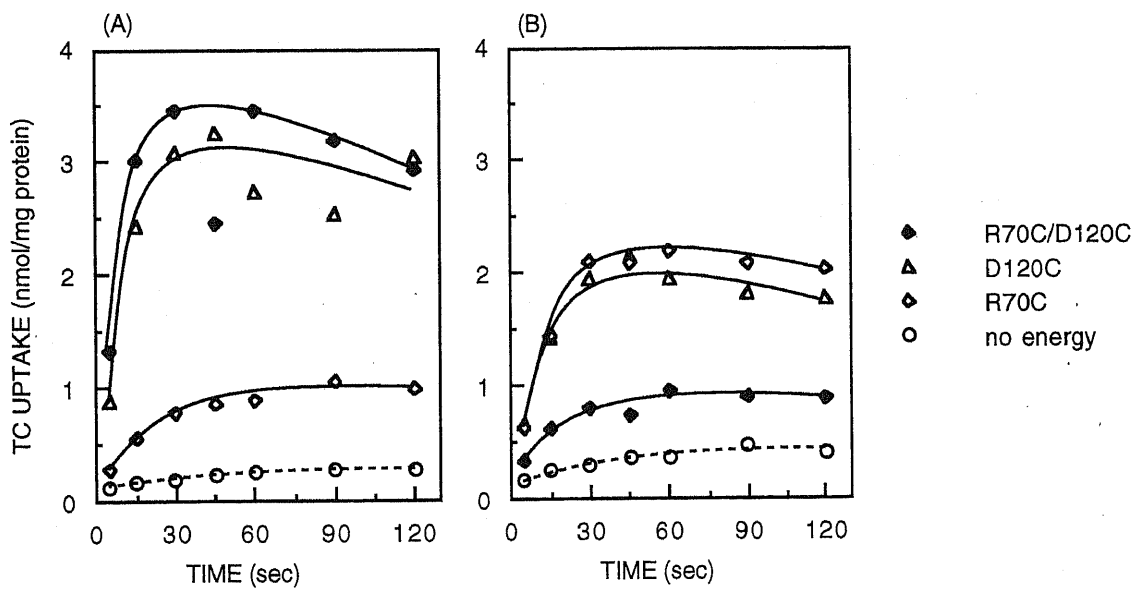 (A)
(B)
4
3
2
1
0
0 30 60 90 120
TIME (sec)
TC UPTAKE (nmol/mg protein)
4
3
2
1
0
0 30 60 90 120
TIME (sec)
R70C/D120C
D120C
R70C
no energy